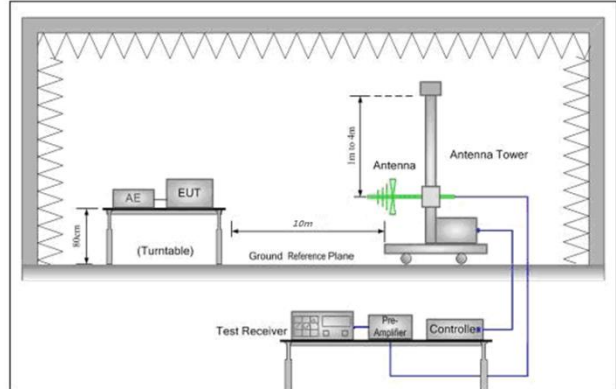 1m to 4m
Antenna
Antenna Tower
AE
EUT
80cm
(Turntable)
10m
Ground Reference Plane
Test Receiver
Pre-
Amplifier
Controller